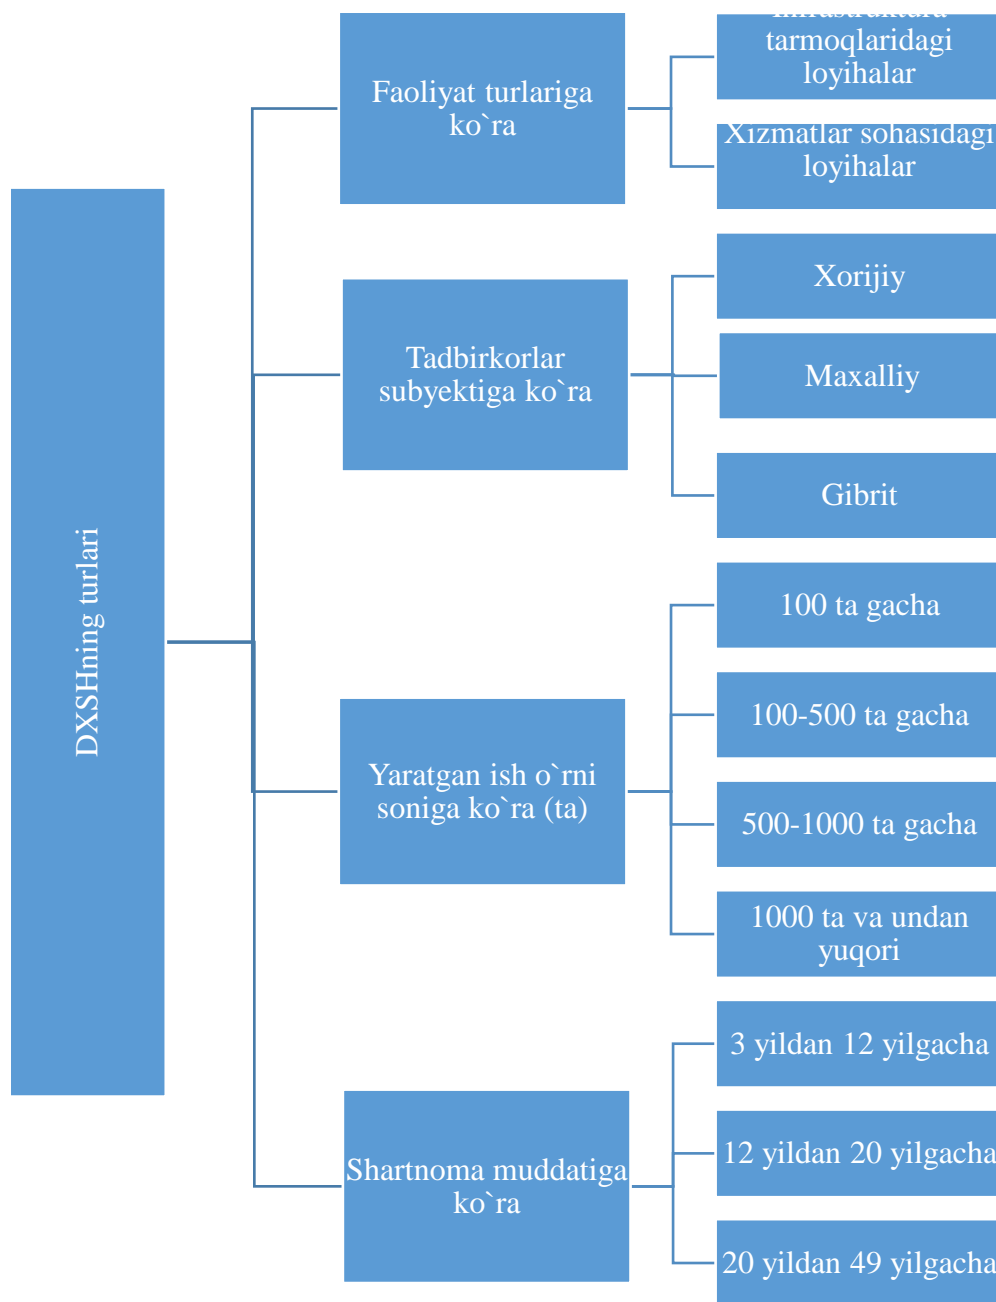 DXSHning turlari
Faoliyat turlariga
ko`ra
Infrastruktura
tarmoqlaridagi
loyihalar
Xizmatlar sohasidagi
loyihalar
Tadbirkorlar
subyektiga ko`ra
Xorijiy
Maxalliy
Gibrit
Yaratgan ish o`rni
soniga ko`ra (ta)
100 ta gacha
100-500 ta gacha
500-1000 ta gacha
1000 ta va undan
yuqori
Shartnoma muddatiga
ko`ra
3 yildan 12 yilgacha
12 yildan 20 yilgacha
20 yildan 49 yilgacha